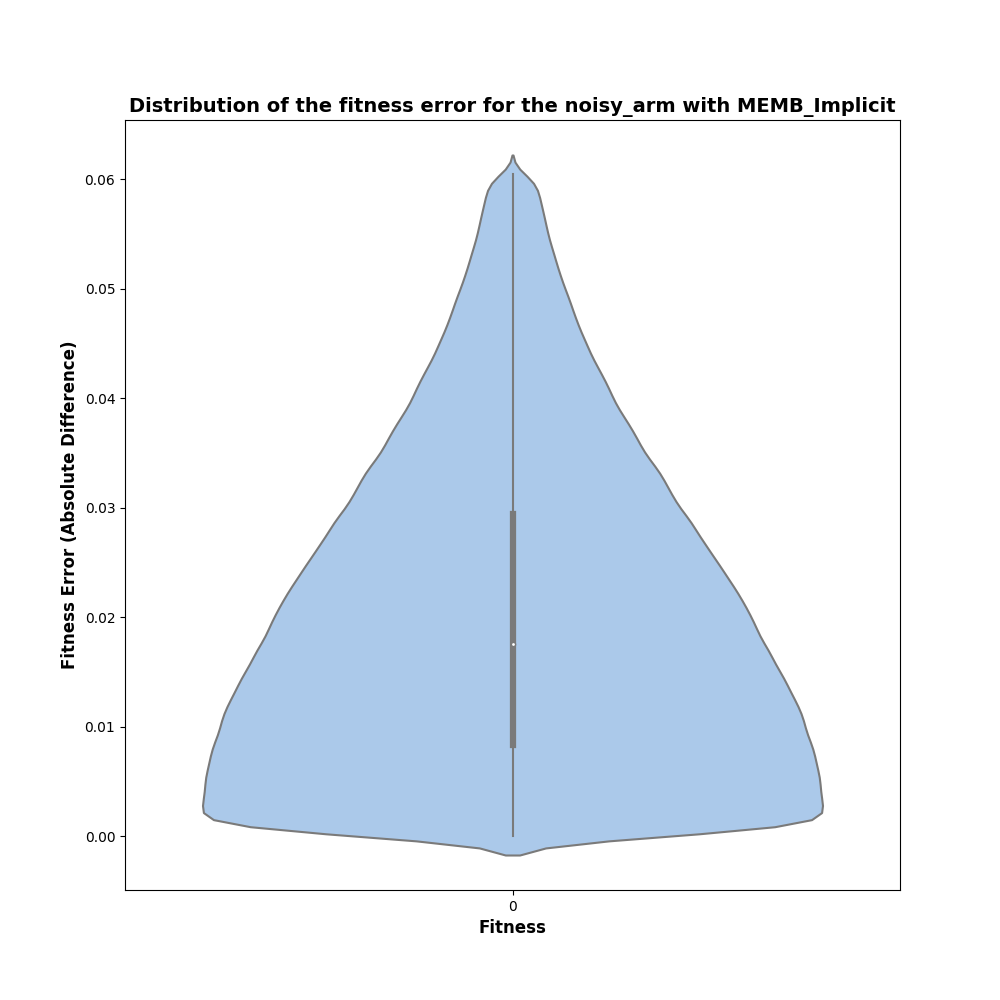 Distribution of the fitness error for the noisy_arm with MEMB_Implicit
0.06
0.05
0.04
0.03
0.02
0.01
0.00
Fitness Error (Absolute Difference)
0
Fitness